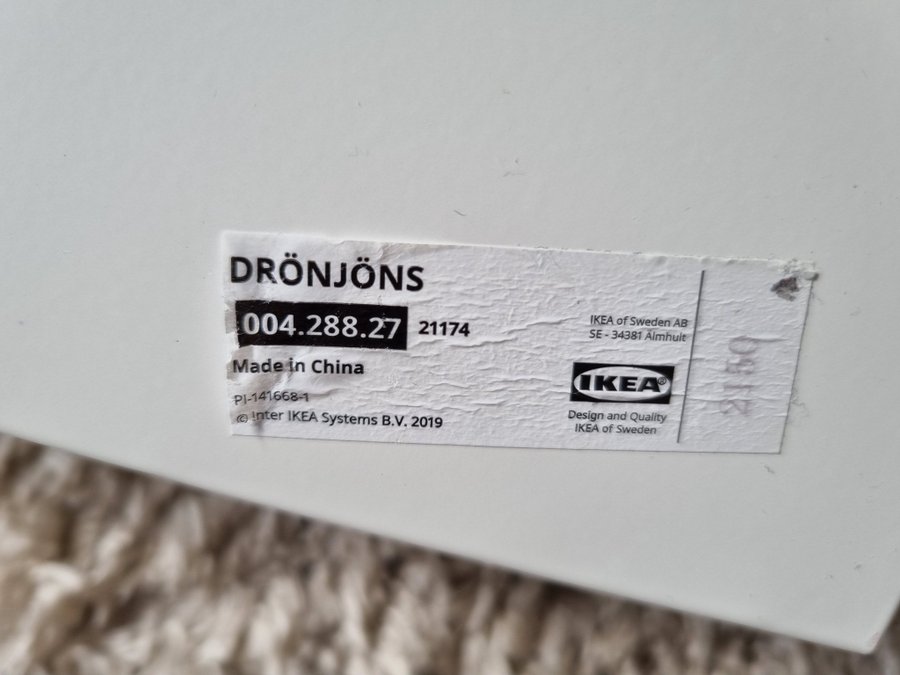 DRÖNJÖNS
004.288.27 21174
Made in China
PI-141668-1
© Inter IKEA Systems B.V. 2019
IKEA of Sweden AB
SE - 34381 Älmhult
IKEA®
Design and Quality
IKEA of Sweden